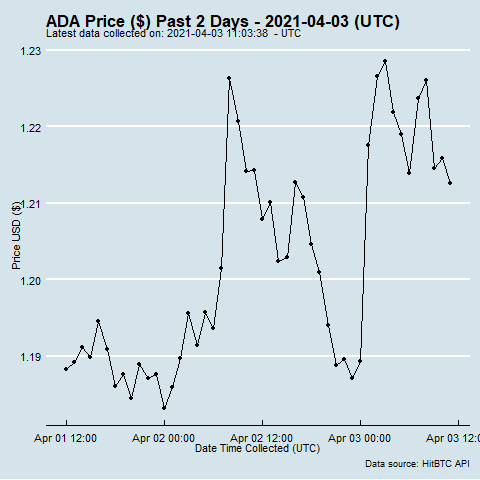 ADA Price ($) Past 2 Days - 2021-04-03 (UTC)
Latest data collected on: 2021-04-03 11:03:38  - UTC
1.23
1.22
1.21
1.20
1.19
Price USD ($)
Apr 01 12:00 Apr 02 00:00 Apr 02 12:00 Apr 03 00:00 Apr 03 12:00
Date Time Collected (UTC)
Data source: HitBTC API